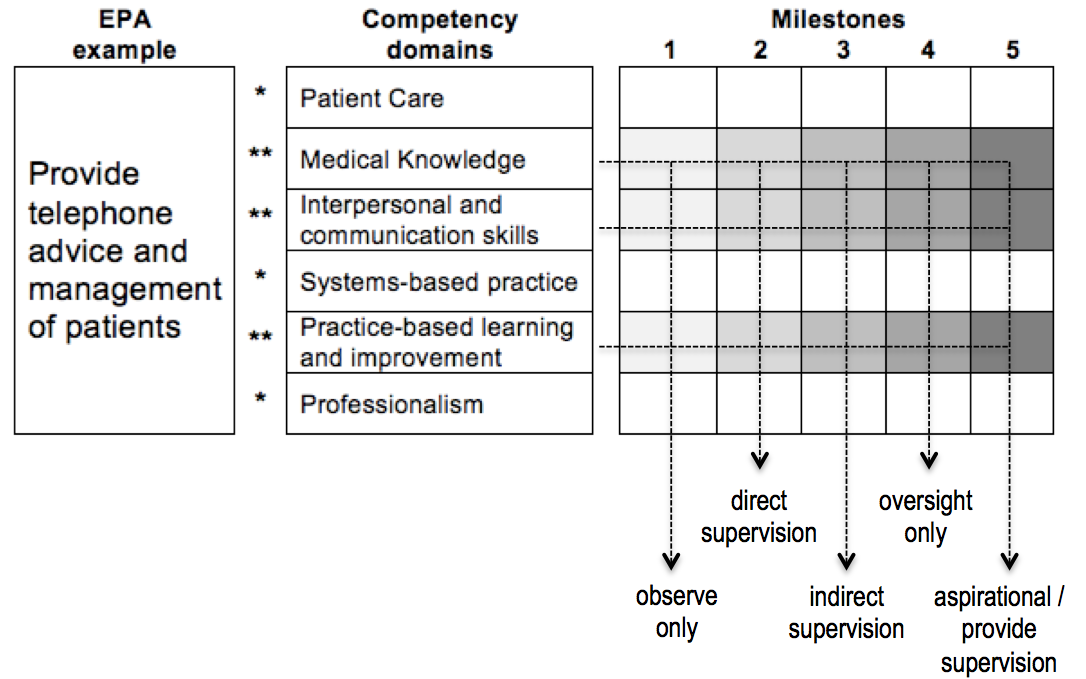 EPA
example
Competency
domains
Milestones
1 2 3 4 5
Provide
telephone
advice and
management
of patients
* Patient Care
** Medical Knowledge
** Interpersonal and
communication skills
* Systems-based practice
** Practice-based learning
and improvement
* Professionalism
direct
supervision
oversight
only
observe
only
indirect
supervision
aspirational /
provide
supervision